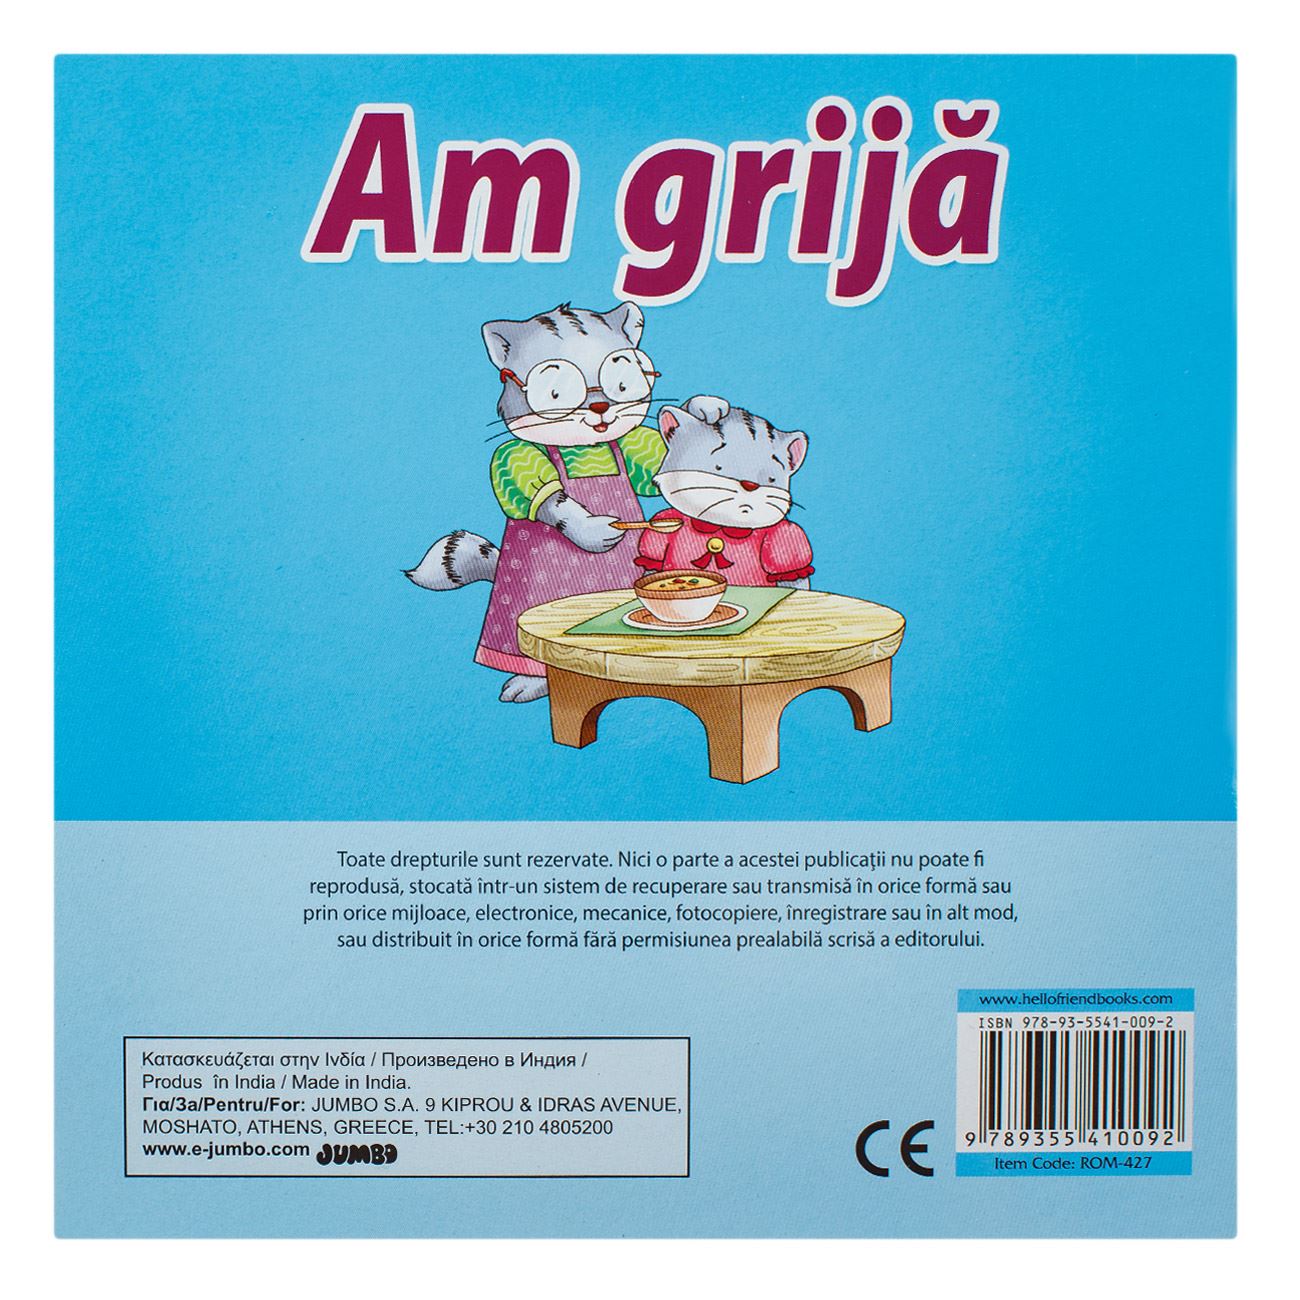 Am grijă
Toate drepturile sunt rezervate. Nici o parte a acestei publicaţii nu poate fi
reprodusă, stocată într-un sistem de recuperare sau transmisă în orice formă sau
prin orice mijloace, electronice, mecanice, fotocopiere, înregistrare sau în alt mod,
sau distribuit în orice formă fără permisiunea prealabilă scrisă a editorului.
Κατασκευάζεται στην Ινδία / Произведено в Индия /
Produs în India / Made in India.
Για/За/Pentru/For: JUMBO S.A. 9 KIPROU & IDRAS AVENUE,
MOSHATO, ATHENS, GREECE, TEL:+30 210 4805200
www.e-jumbo.com JUMBO
CE
www.hellofriendbooks.com
ISBN 978-93-5541-009-2
9 789355 410092
Item Code: ROM-427